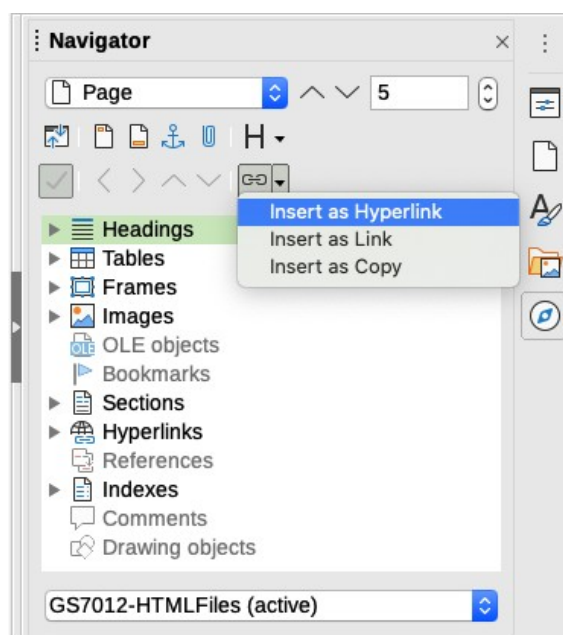 Navigator
Page 5
H
Insert as Hyperlink
Headings
Insert as Link
Tables
Insert as Copy
Frames
Images
OLE OLE objects
Bookmarks
Sections
Hyperlinks
References
Indexes
Comments
Drawing objects
GS7012-HTMLFiles (active)